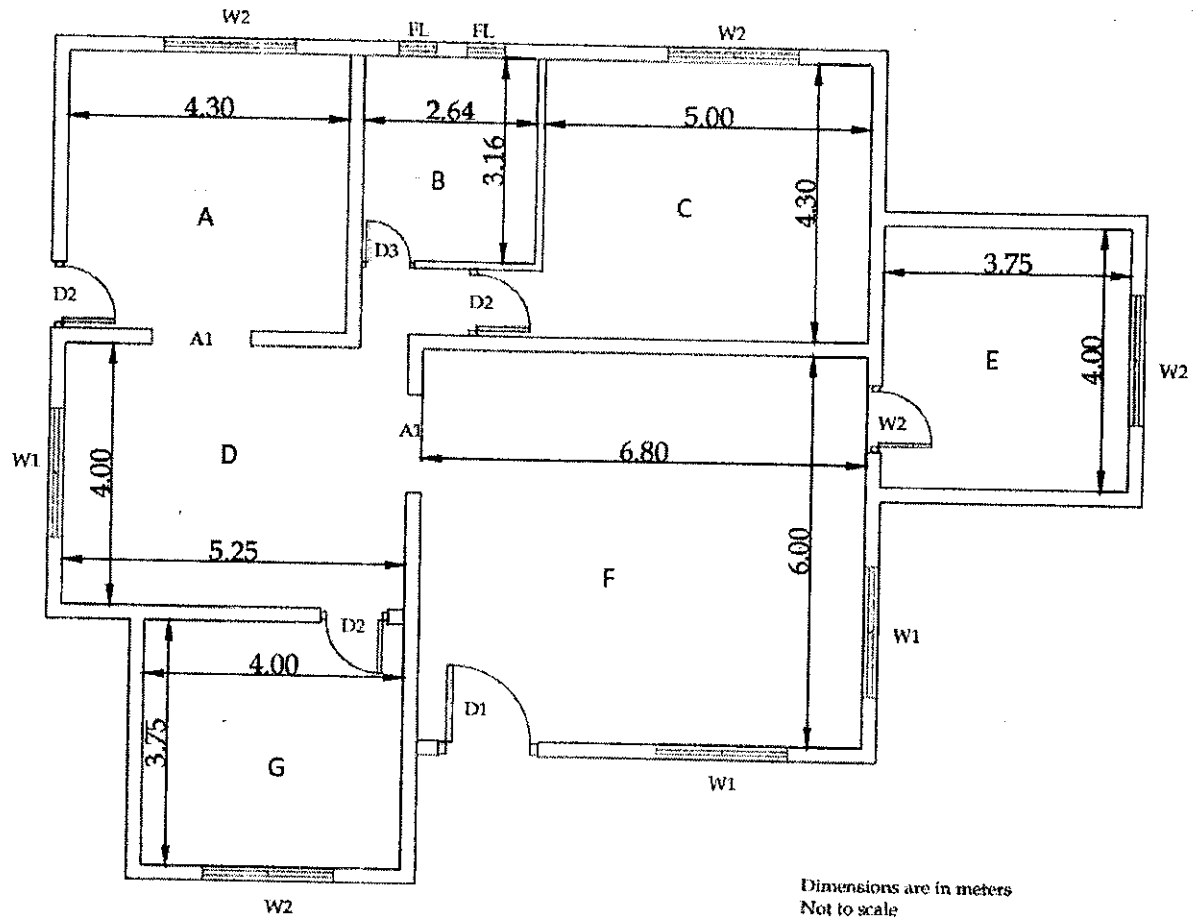 W2
FL
FL
W2
4.30
2.64
5.00
3.16
4.30
B
A
C
D3
3.75
D2
D2
A1
4.00
E
W2
W2
4.00
A1
W1
D
6.80
5.25
F
6.00
D2
W1
4.00
3.75
D1
G
W1
W2
Dimensions are in meters
Not to scale